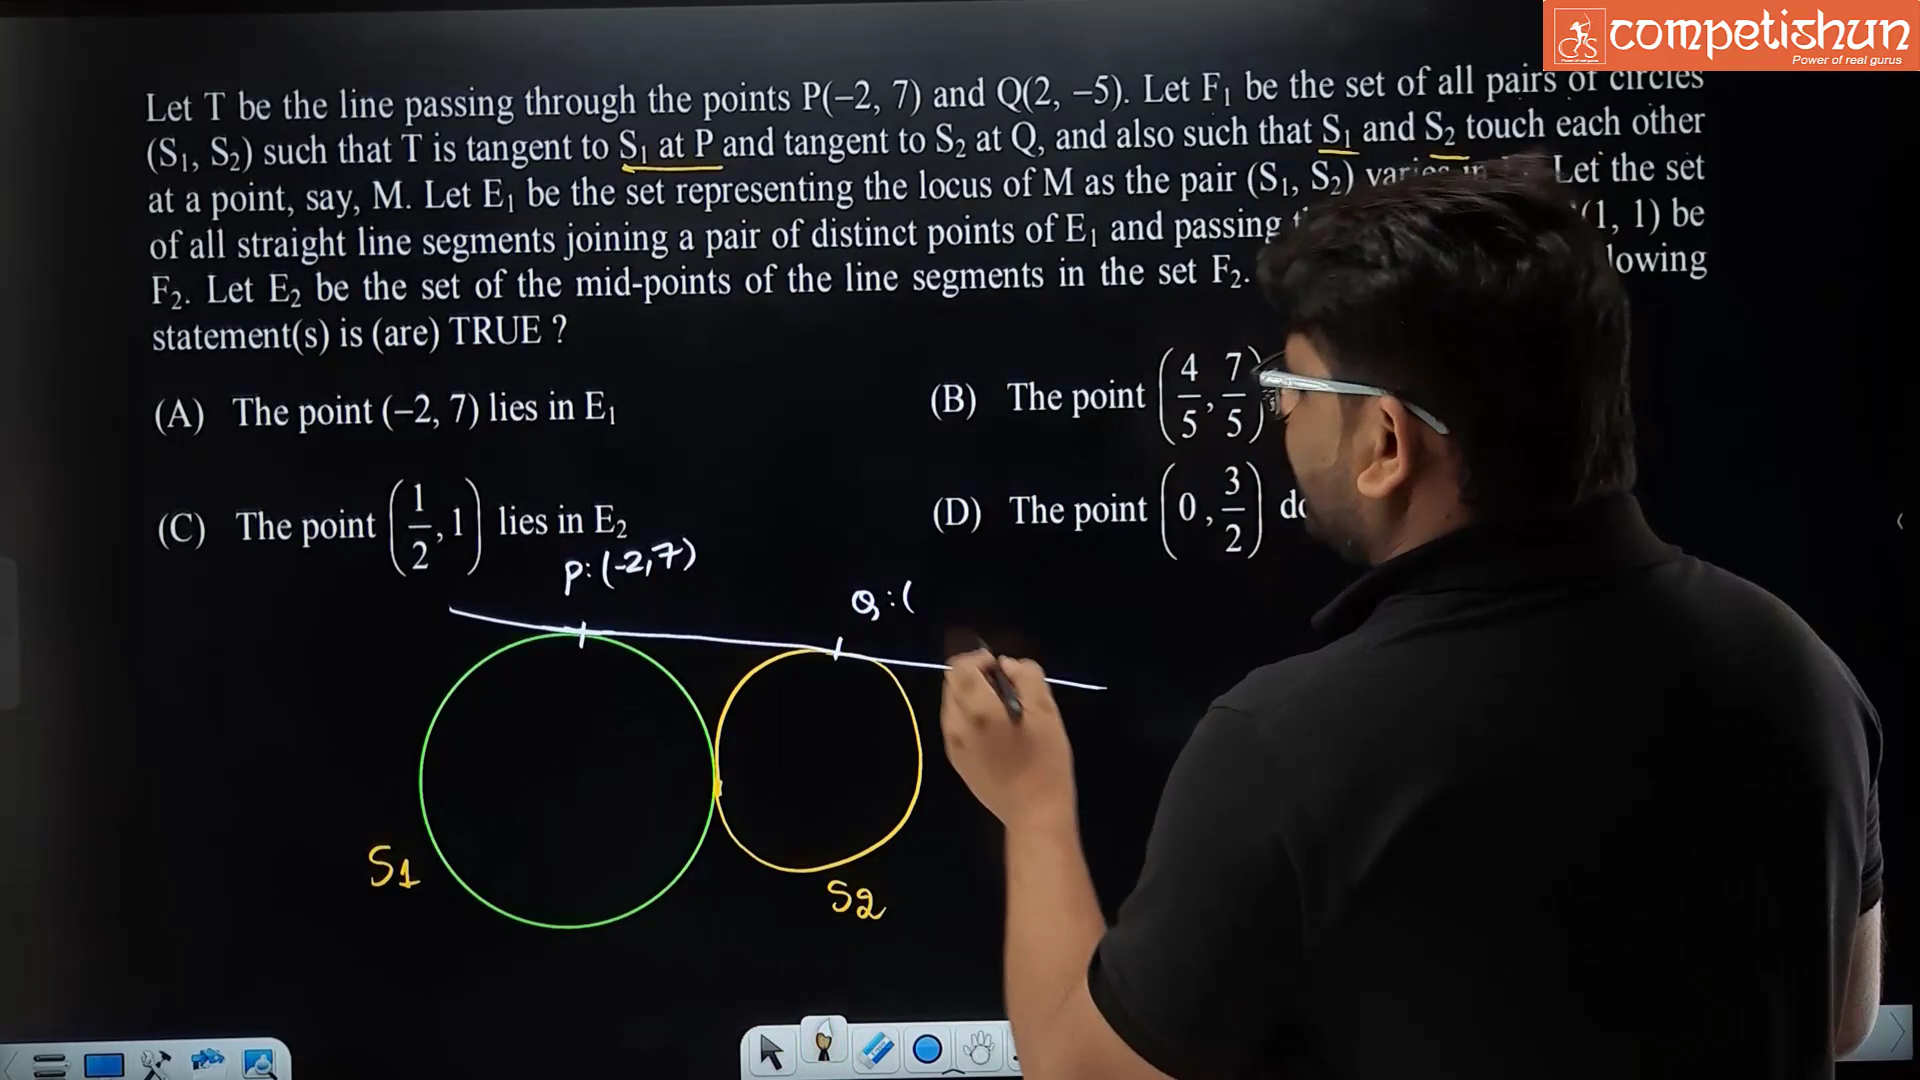 competishun
Power of real gurus
Power of real gurus
Let T be the line passing through the points P(−2, 7) and Q(2, −5). Let F₁ be the set of all pairs of circles
(S₁, S₂) such that T is tangent to S₁ at P and tangent to S₂ at Q, and also such that S₁ and S₂ touch each other
at a point, say, M. Let E₁ be the set representing the locus of M as the pair (S₁, S₂) varies in Let the set
of all straight line segments joining a pair of distinct points of E₁ and passing (1, 1) be
F₂. Let E₂ be the set of the mid-points of the line segments in the set F₂. lowing
statement(s) is (are) TRUE ?
(A) The point (−2, 7) lies in E₁
(B) The point (4/5, 7/5)
(C) The point (1/2, 1) lies in E₂
(D) The point (0, 3/2) do
P:(-2,7)
Q:(
S1
S2